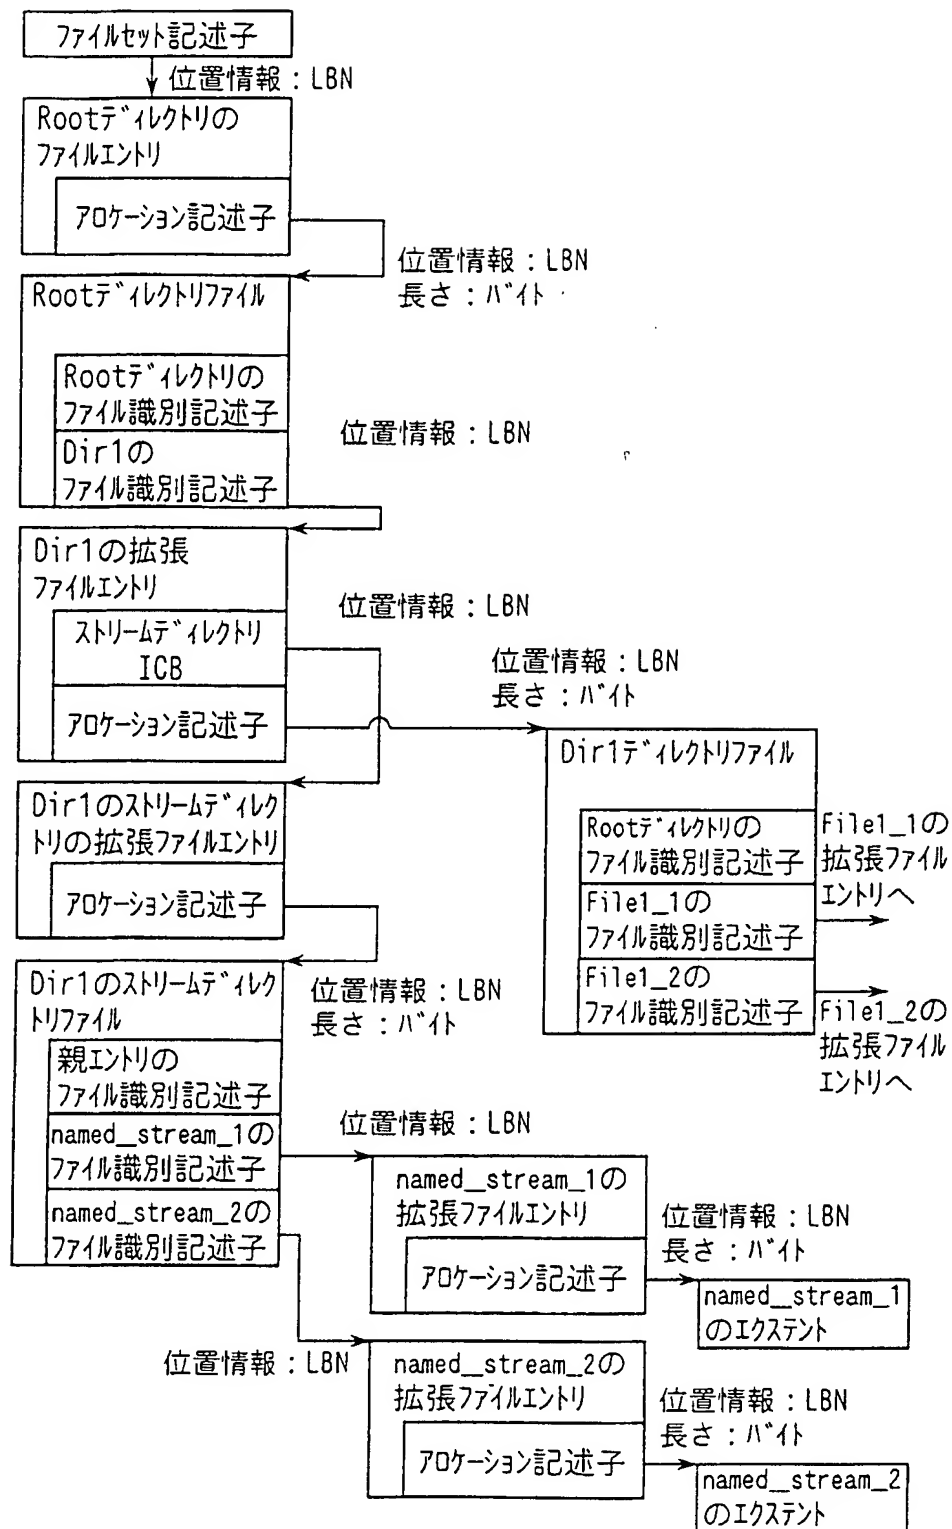 ファイルセット記述子
位置情報：LBN
Rootディレクトリの
ファイルエントリ
アロケーション記述子
位置情報：LBN
長さ：バイト
Rootディレクトリファイル
Rootディレクトリの
ファイル識別記述子
Dir1の
ファイル識別記述子
位置情報：LBN
Dir1の拡張
ファイルエントリ
ストリームディレクトリ
ICB
アロケーション記述子
位置情報：LBN
位置情報：LBN
長さ：バイト
Dir1ディレクトリファイル
Rootディレクトリの
ファイル識別記述子
File1_1の
ファイル識別記述子
File1_2の
ファイル識別記述子
File1_1の
拡張ファイル
エントリへ
File1_2の
拡張ファイル
エントリへ
Dir1のストリームディレク
トリの拡張ファイルエントリ
アロケーション記述子
位置情報：LBN
長さ：バイト
Dir1のストリームディレク
トリファイル
親エントリの
ファイル識別記述子
named_stream_1の
ファイル識別記述子
named_stream_2の
ファイル識別記述子
位置情報：LBN
named_stream_1の
拡張ファイルエントリ
アロケーション記述子
位置情報：LBN
長さ：バイト
named_stream_1
のエクステント
位置情報：LBN
named_stream_2の
拡張ファイルエントリ
アロケーション記述子
位置情報：LBN
長さ：バイト
named_stream_2
のエクステント